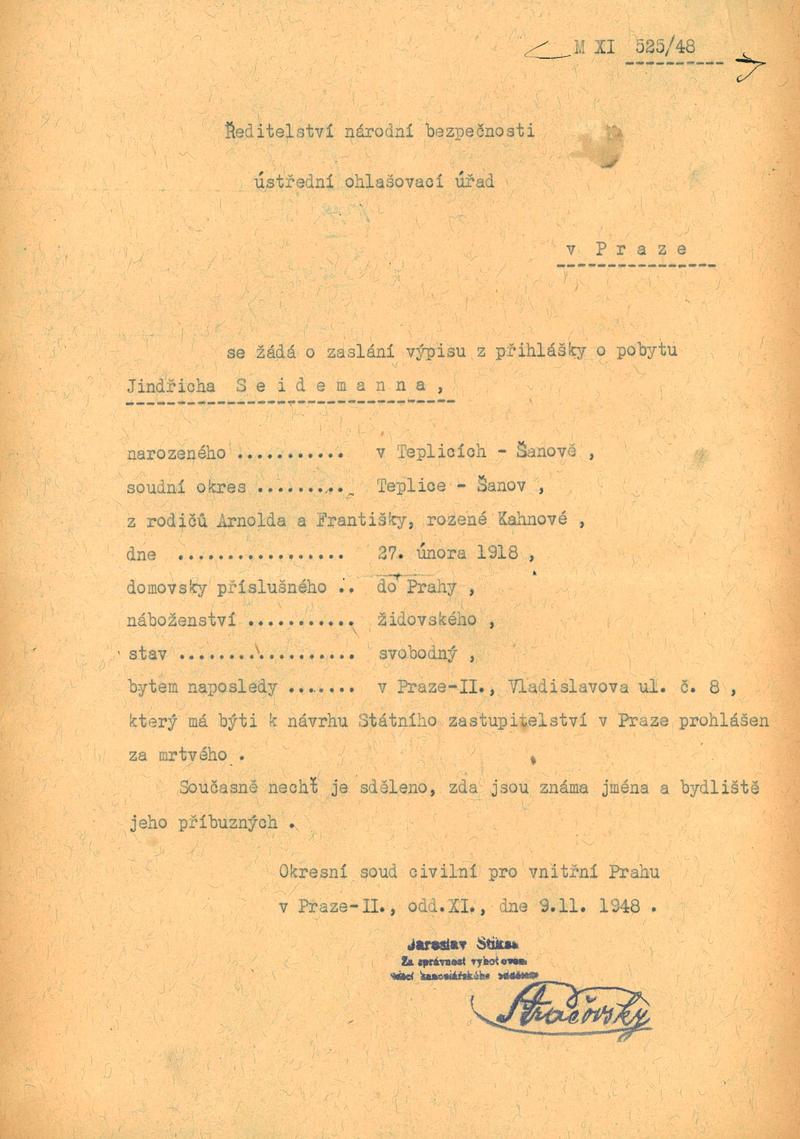 M XI 525/48
Ředitelství národní bezpečnosti
ústřední ohlašovací úřad
v P r a z e
se žádá o zaslání výpisu z přihlášky o pobytu
Jindřicha S e i d e m a n n a ,
narozeného ........... v Teplicích - Šanově ,
soudní okres .......... Teplice - Šanov ,
z rodičů Arnolda a Františky, rozené Kahnové ,
dne ................. 27. února 1918 ,
domovsky příslušného .. do Prahy ,
náboženství ........... židovského ,
stav .................. svobodný ,
bytem naposledy ....... v Praze-II., Vladislavova ul. č. 8 ,
který má býti k návrhu Státního zastupitelství v Praze prohlášen
za mrtvého .
Současně nechť je sděleno, zda jsou známa jména a bydliště
jeho příbuzných .
Okresní soud civilní pro vnitřní Prahu
v Praze-II., odd.XI., dne 9.11. 1948 .
Jaroslav
Za správnost vyhotovení
kancelářského